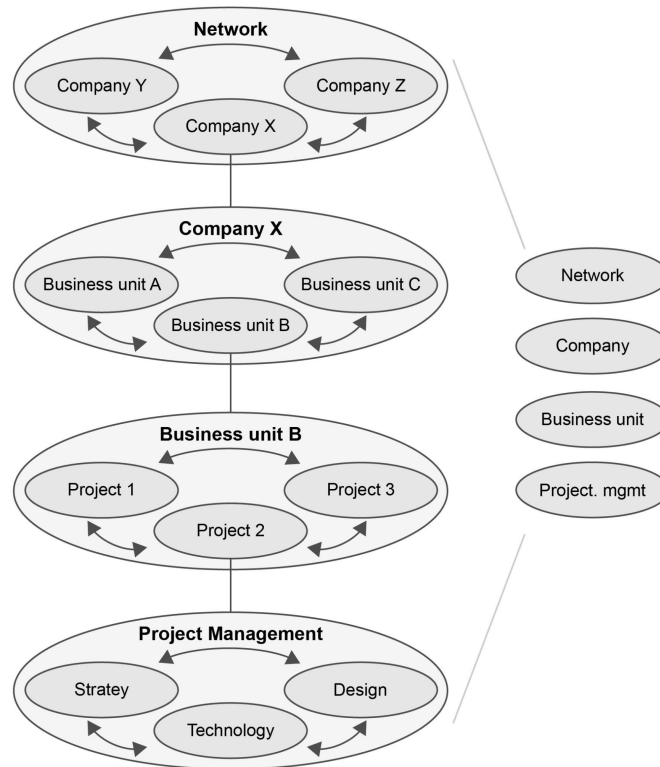 Network
Company Y
Company Z
Company X
Company X
Business unit A
Business unit C
Business unit B
Business unit B
Project 1
Project 3
Project 2
Project Management
Stratey
Design
Technology
Network
Company
Business unit
Project. mgmt